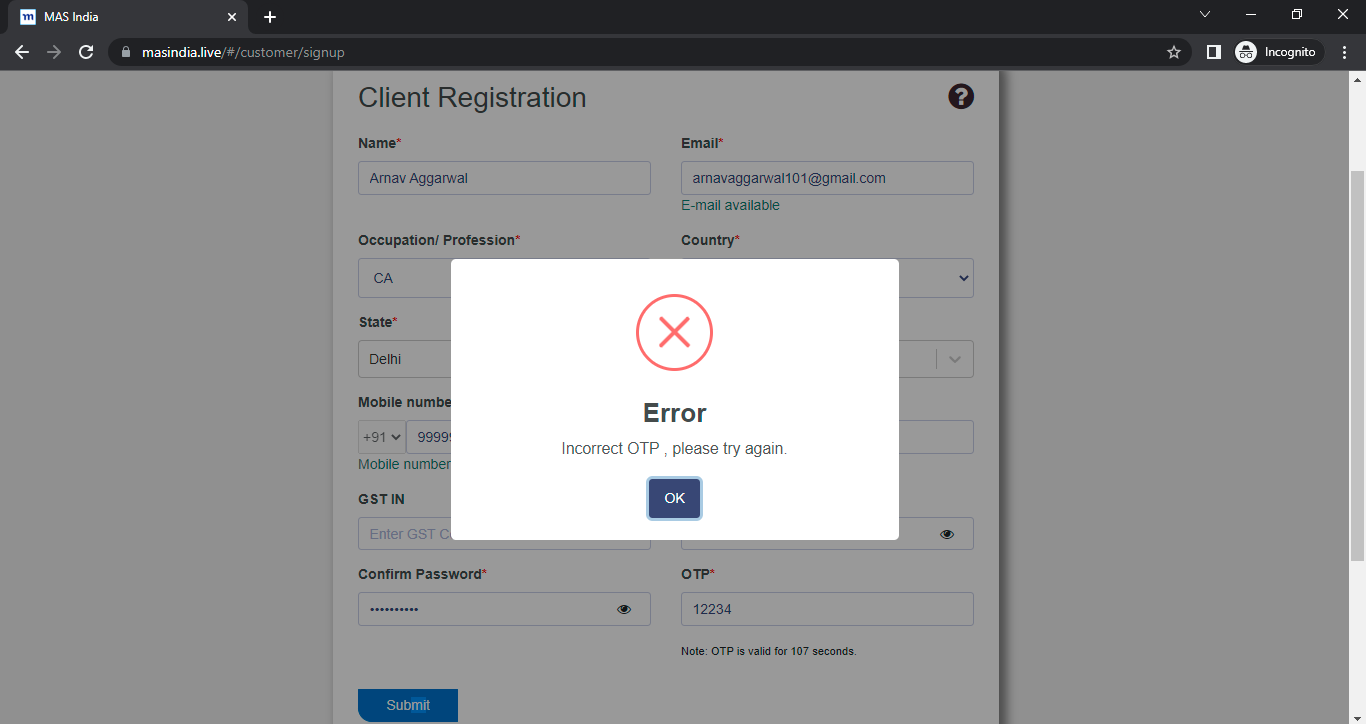 MAS India
masindia.live/#/customer/signup
Incognito
Client Registration
Name* Email*
Arnav Aggarwal arnavaggarwal101@gmail.com
E-mail available
Occupation/ Profession* Country*
CA
State*
Delhi
Error
Incorrect OTP , please try again.
OK
Mobile numbe
+91 9999
Mobile number
GST IN
Enter GST C
Confirm Password* OTP*
•••••••••• 12234
Note: OTP is valid for 107 seconds.
Submit